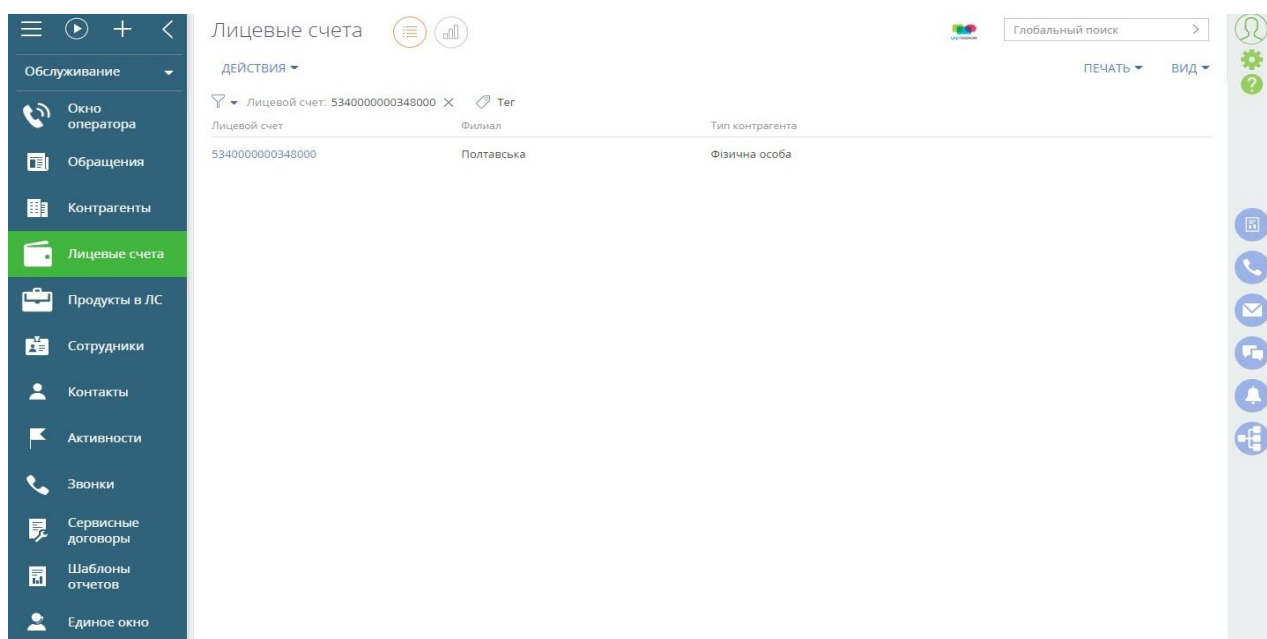 Лицевые счета
Глобальный поиск
Обслуживание
ДЕЙСТВИЯ
ПЕЧАТЬ
ВИД
Лицевой счет: 5340000000348000
Тег
Лицевой счет
Филиал
Тип контрагента
5340000000348000
Полтавська
Фізична особа
Окно
оператора
Обращения
Контрагенты
Лицевые счета
Продукты в ЛС
Сотрудники
Контакты
Активности
Звонки
Сервисные
договоры
Шаблоны
отчетов
Единое окно